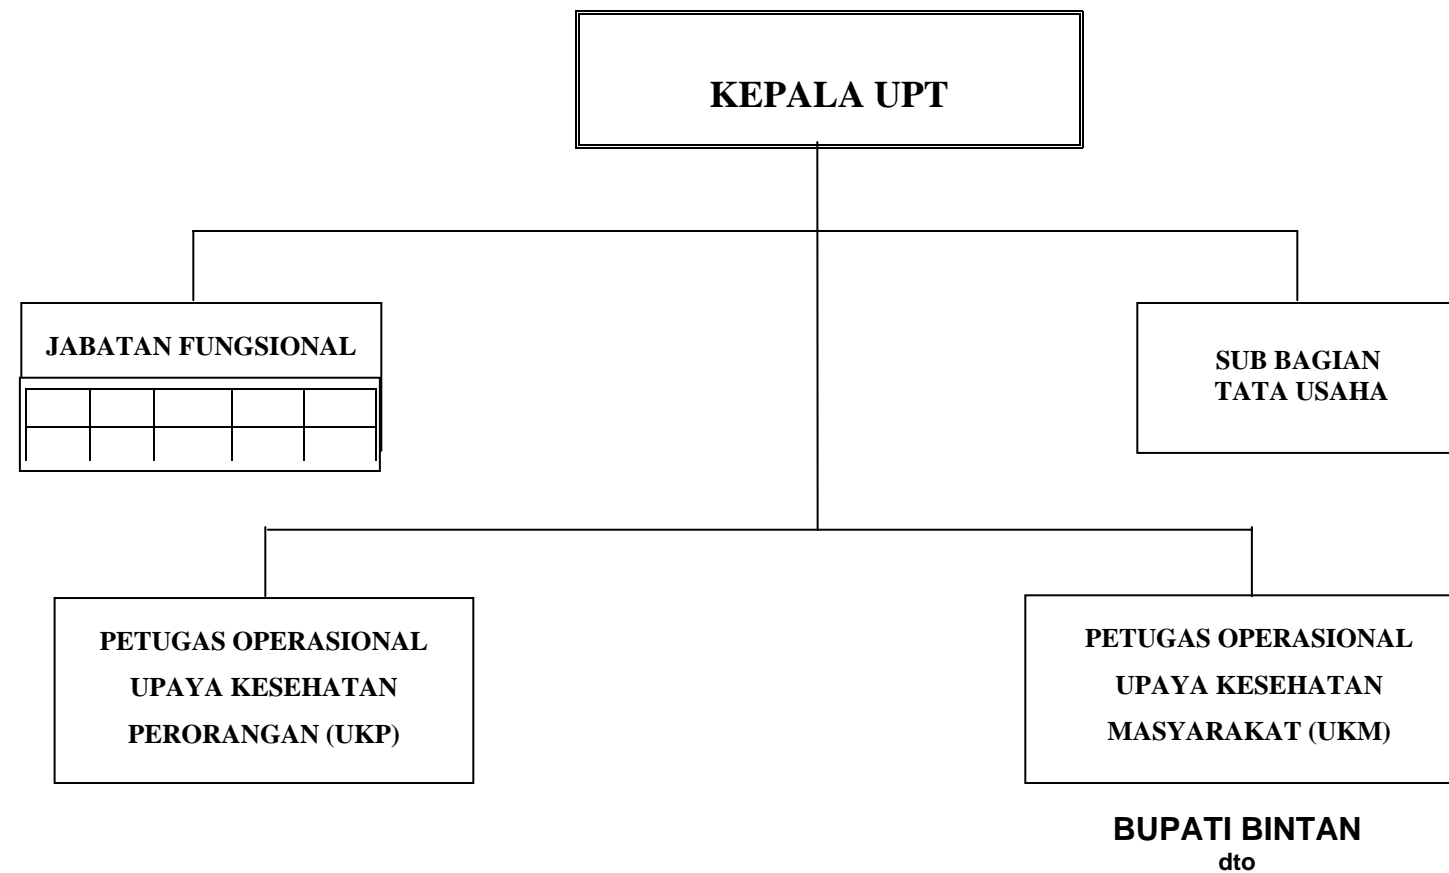 KEPALA UPT
JABATAN FUNGSIONAL
SUB BAGIAN
TATA USAHA
PETUGAS OPERASIONAL
UPAYA KESEHATAN
PERORANGAN (UKP)
PETUGAS OPERASIONAL
UPAYA KESEHATAN
MASYARAKAT (UKM)
BUPATI BINTAN
dto